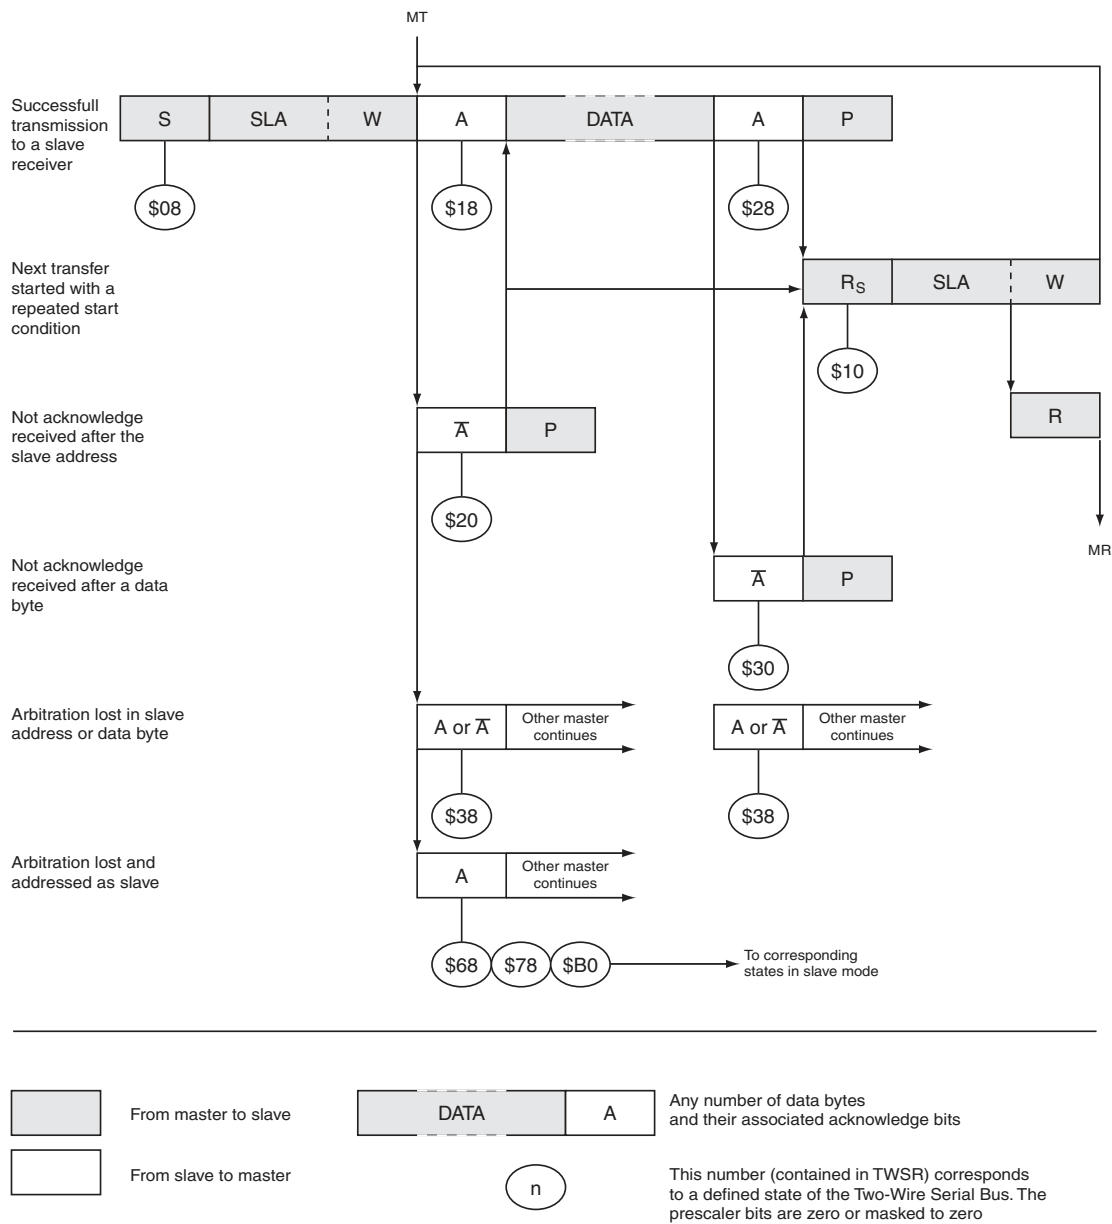 MT
Successfull
transmission
to a slave
receiver
S SLA W A DATA A P
$08 $18 $28
Next transfer
started with a
repeated start
condition
RS SLA W
$10
Not acknowledge
received after the
slave address
A̅ P
R
$20
MR
Not acknowledge
received after a data
byte
A̅ P
$30
Arbitration lost in slave
address or data byte
A or A̅
Other master
continues
A or A̅
Other master
continues
$38 $38
Arbitration lost and
addressed as slave
A
Other master
continues
$68 $78 $B0
To corresponding
states in slave mode
From master to slave
DATA A
Any number of data bytes
and their associated acknowledge bits
From slave to master
n
This number (contained in TWSR) corresponds
to a defined state of the Two-Wire Serial Bus. The
prescaler bits are zero or masked to zero